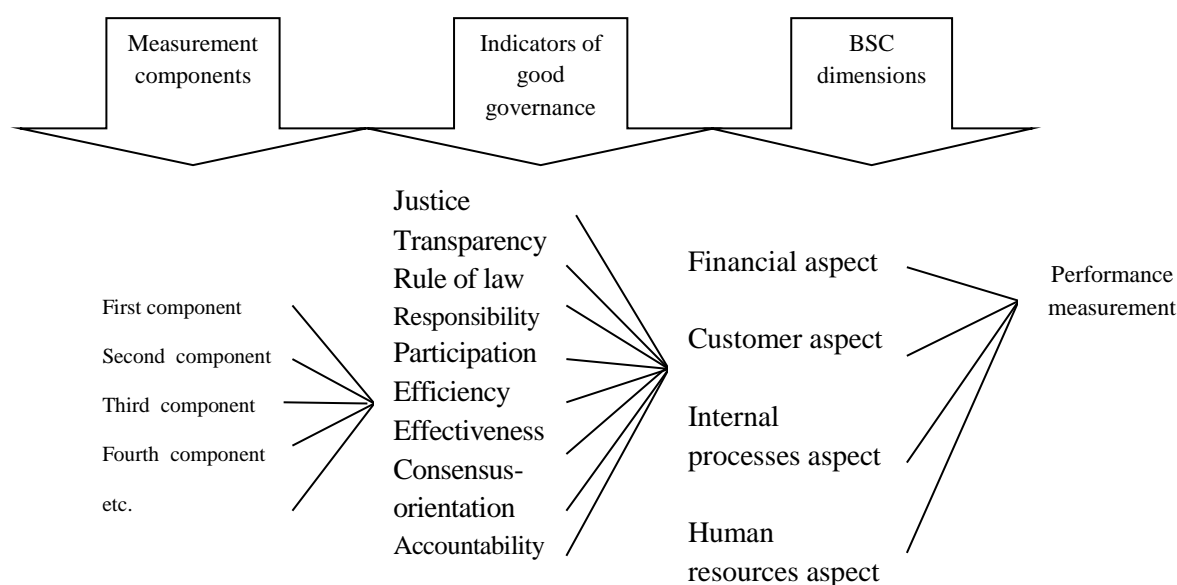 Measurement
components
Indicators of
good
governance
BSC
dimensions
First component
Second component
Third component
Fourth component
etc.
Justice
Transparency
Rule of law
Responsibility
Participation
Efficiency
Effectiveness
Consensus-
orientation
Accountability
Financial aspect
Customer aspect
Internal
processes aspect
Human
resources aspect
Performance
measurement